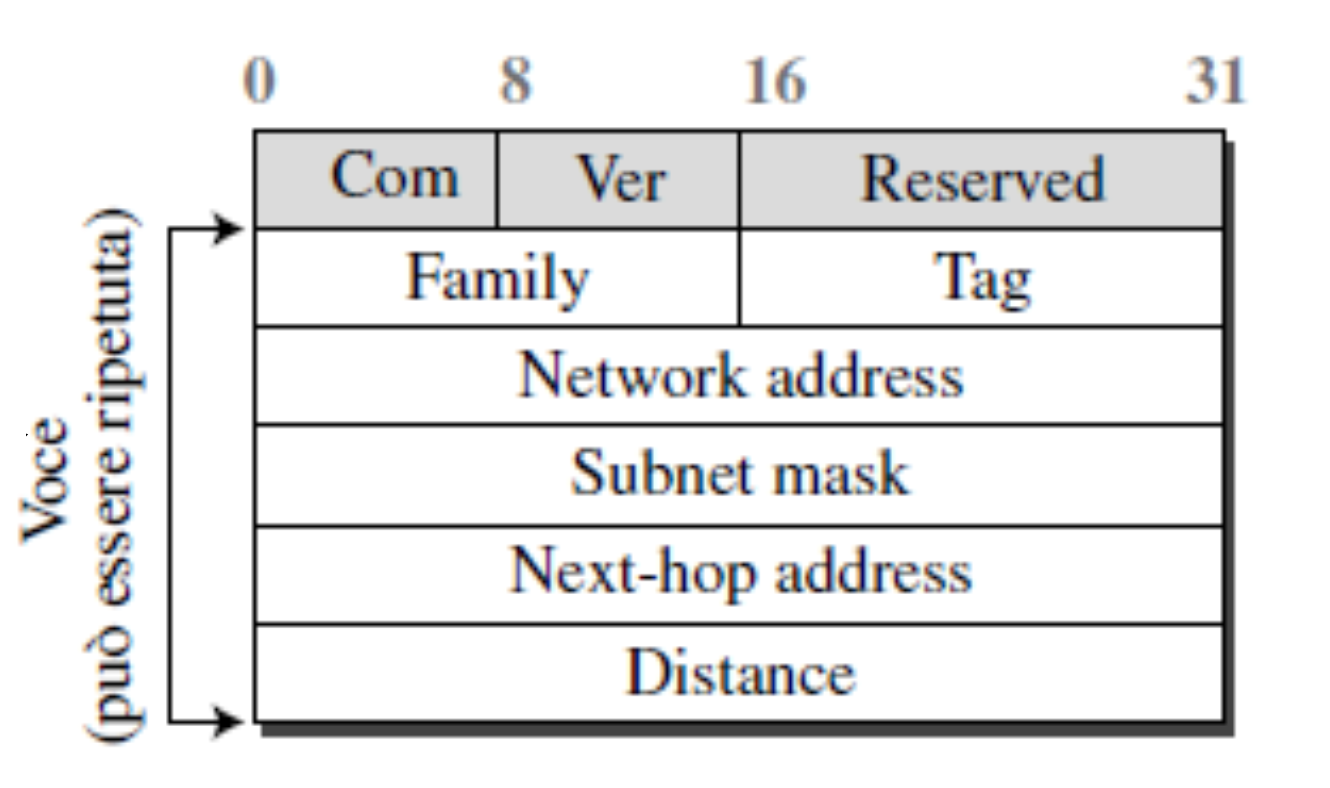 0 8 16 31
Com Ver Reserved
Family Tag
Network address
Subnet mask
Next-hop address
Distance
Voce
(può essere ripetuta)